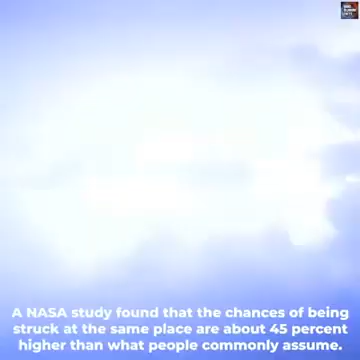 A NASA study found that the chances of being
struck at the same place are about 45 percent
higher than what people commonly assume.